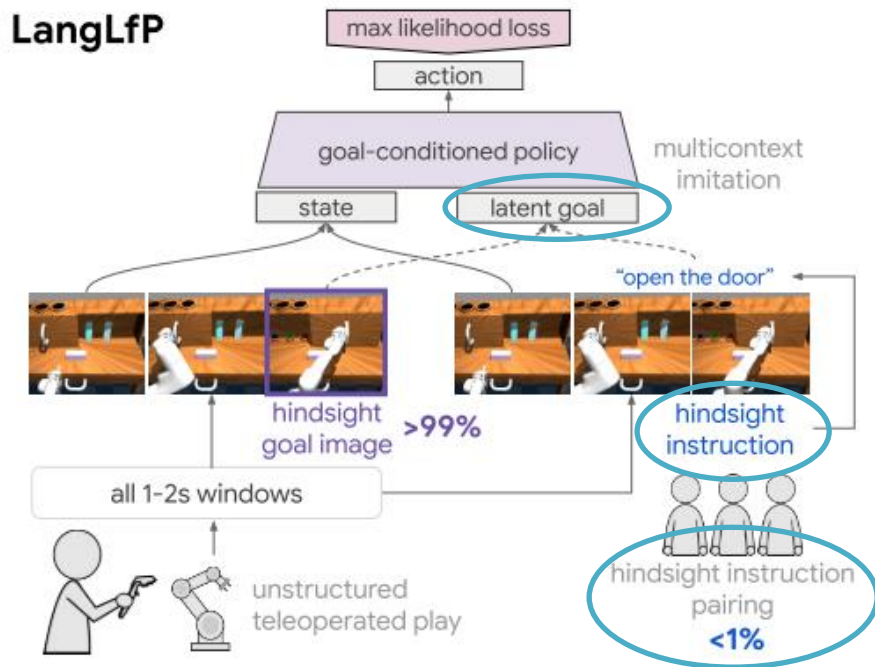 LangLfP
max likelihood loss
action
goal-conditioned policy
multicontext
imitation
state
latent goal
“open the door”
hindsight
goal image
>99%
hindsight
instruction
all 1-2s windows
unstructured
teleoperated play
hindsight instruction
pairing
<1%